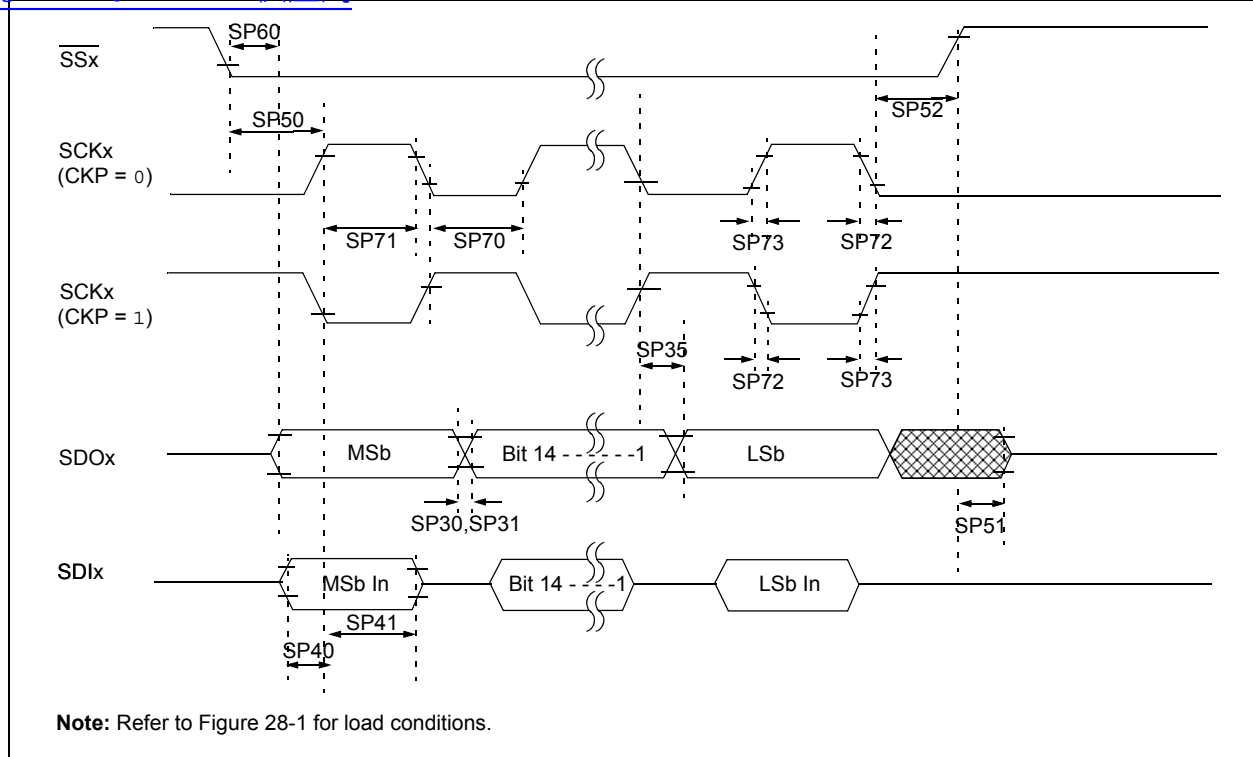 SP60
SSx
SP50
SP52
SCKx
(CKP = 0)
SP71
SP70
SP73
SP72
SCKx
(CKP = 1)
SP35
SP72
SP73
SDOx
MSb
Bit 14 - - - - - -1
LSb
SP30,SP31
SP51
SDIx
MSb In
Bit 14 - - - -1
LSb In
SP41
SP40
Note: Refer to Figure 28-1 for load conditions.